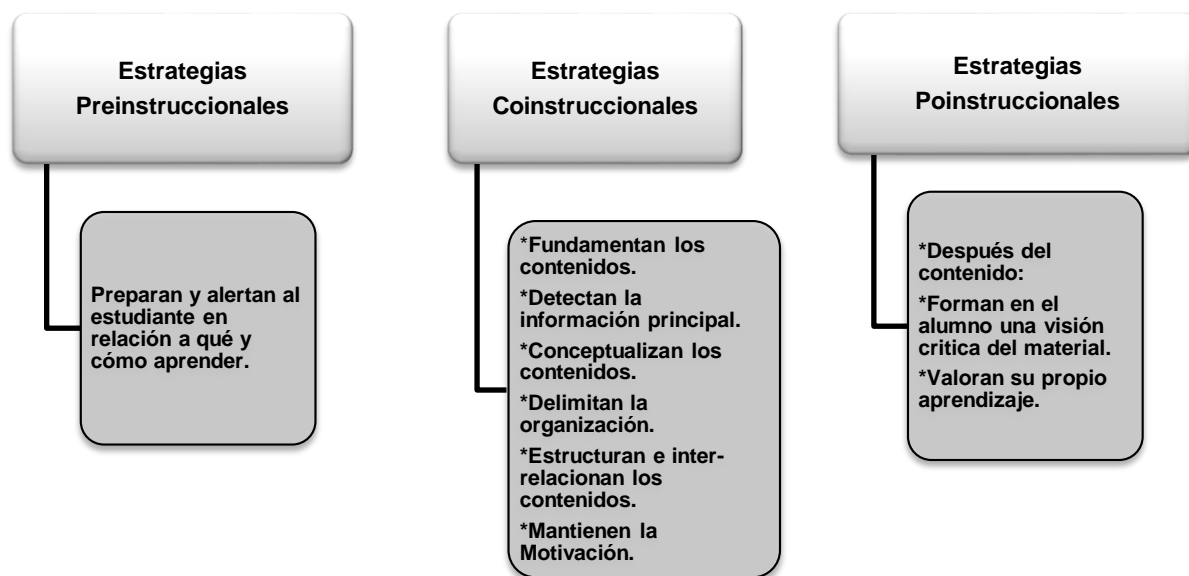 Estrategias
Preinstruccionales
Preparan y alertan al
estudiante en
relación a qué y
cómo aprender.
Estrategias
Coinstruccionales
*Fundamentan los
contenidos.
*Detectan la
información principal.
*Conceptualizan los
contenidos.
*Delimitan la
organización.
*Estructuran e inter-
relacionan los
contenidos.
*Mantienen la
Motivación.
Estrategias
Poinstruccionales
*Después del
contenido:
*Forman en el
alumno una visión
critica del material.
*Valoran su propio
aprendizaje.